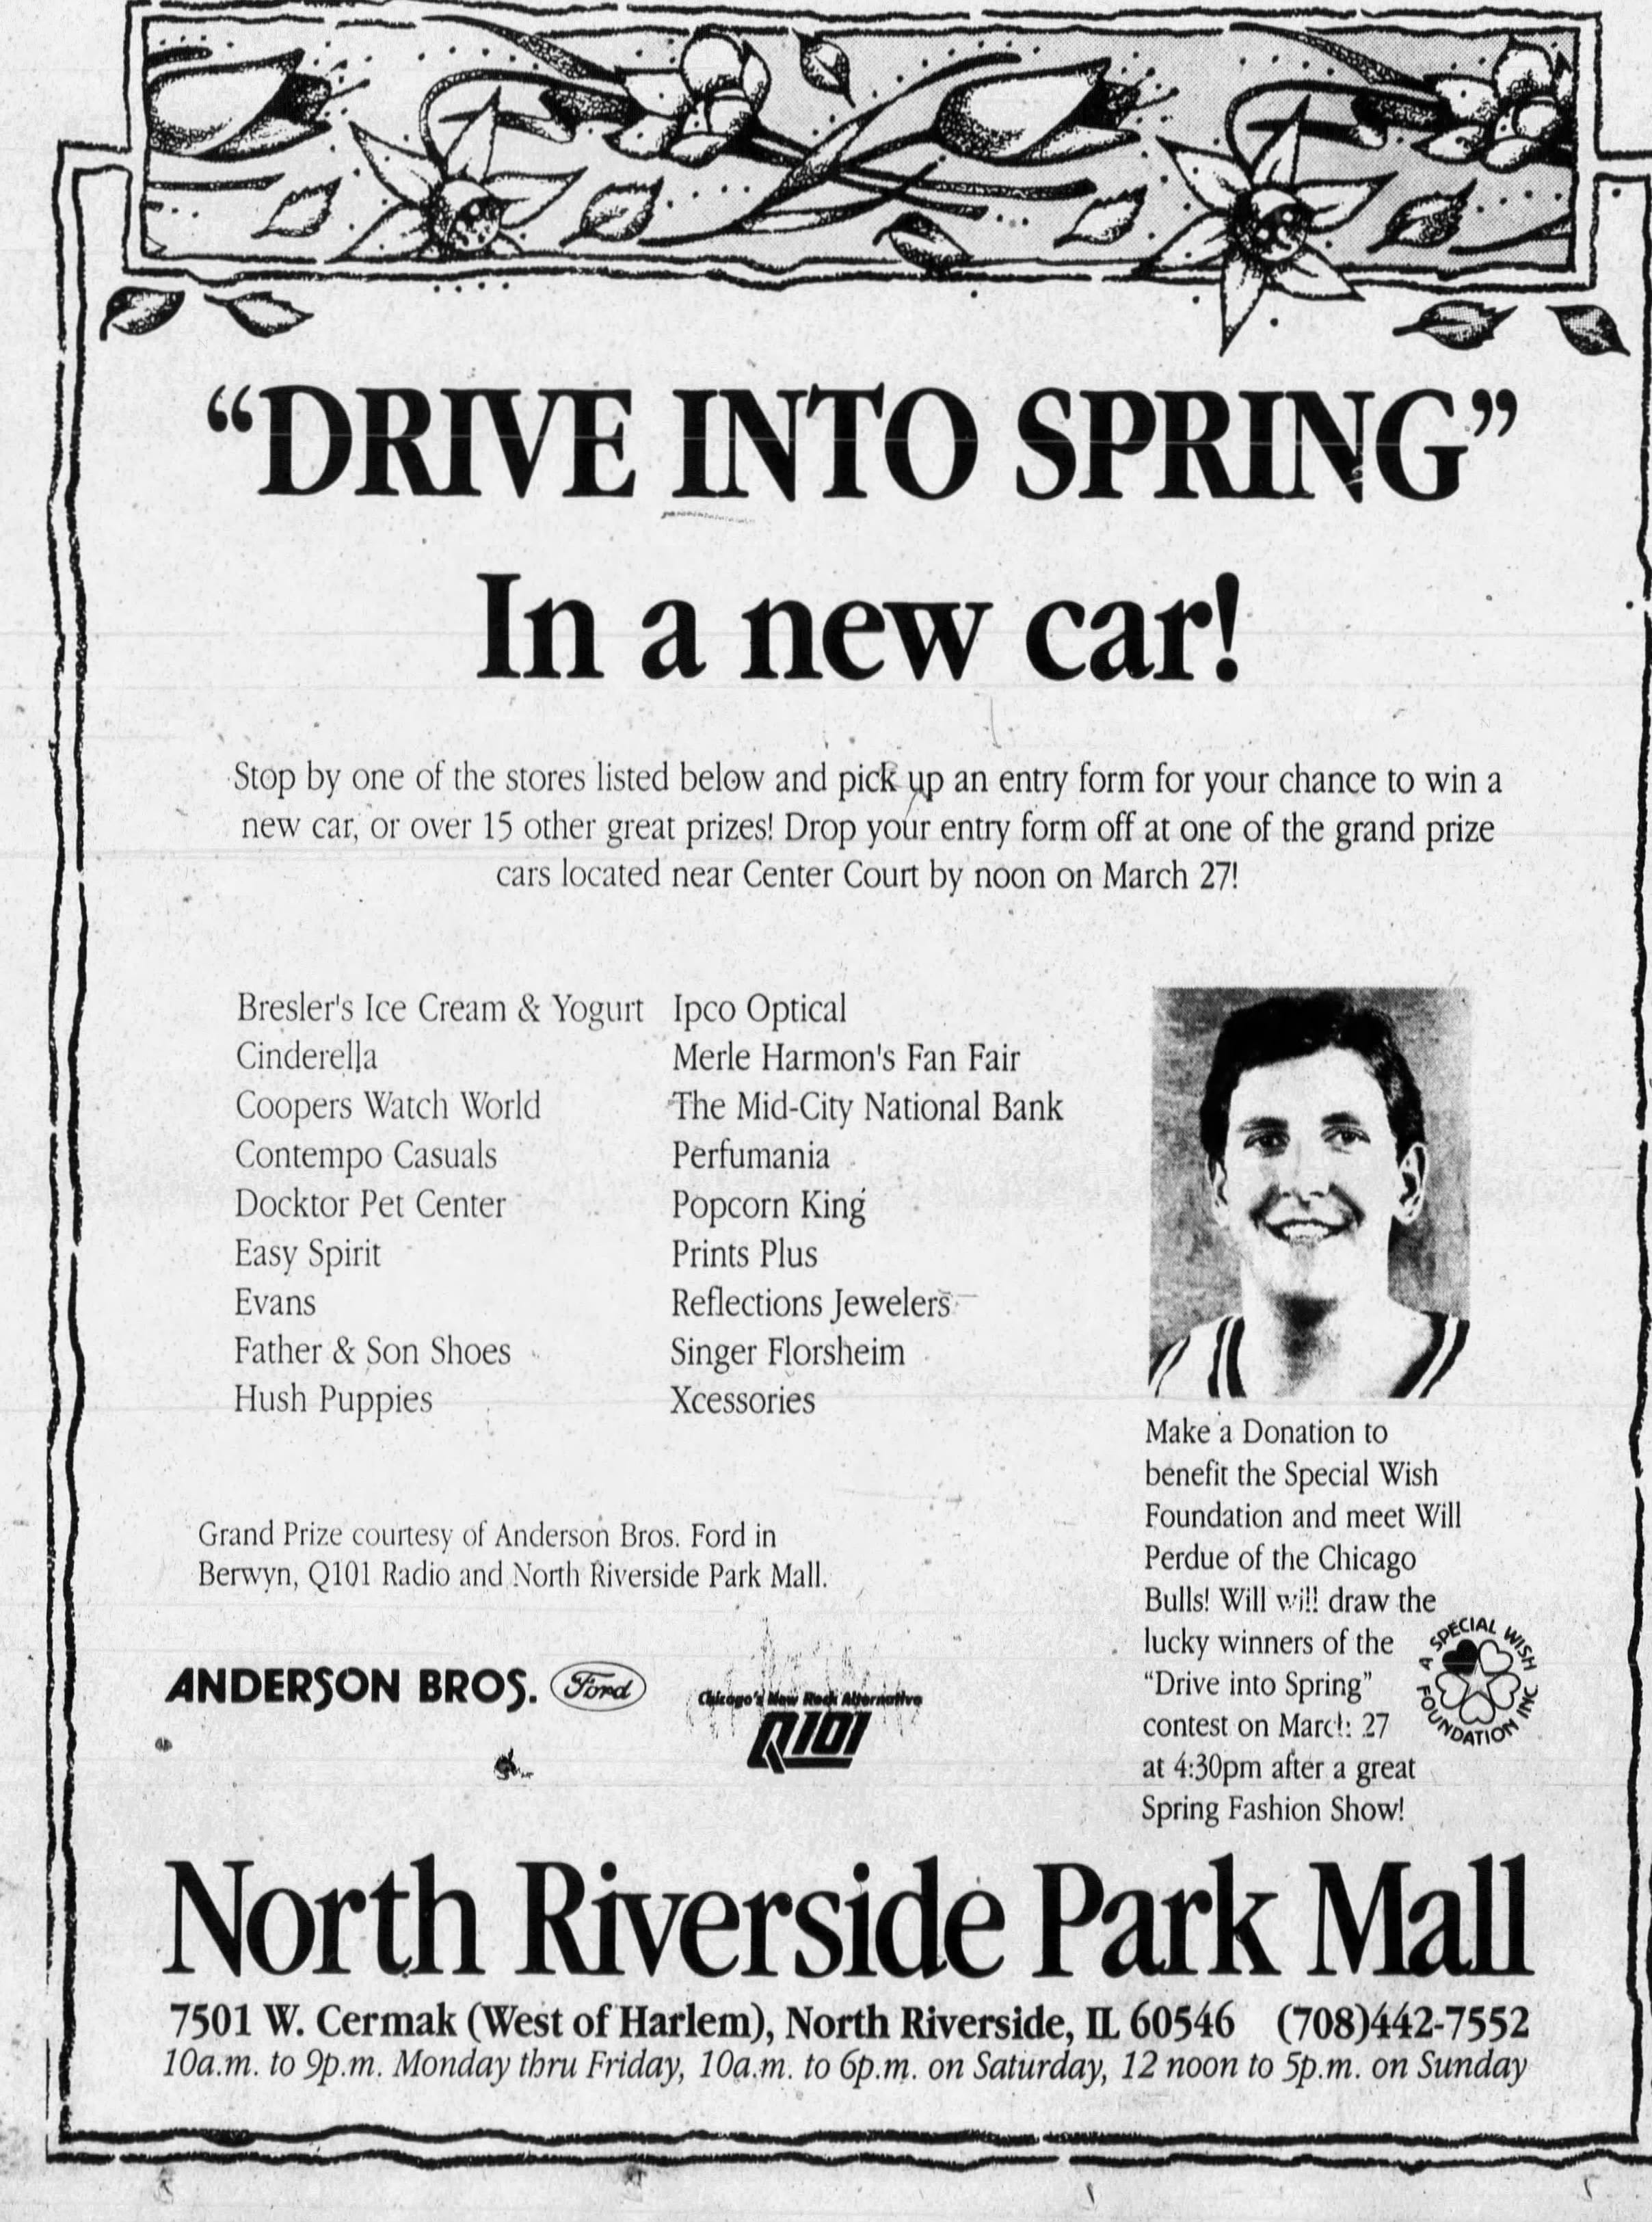 “DRIVE INTO SPRING”
In a new car!
Stop by one of the stores listed below and pick up an entry form for your chance to win a
new car, or over 15 other great prizes! Drop your entry form off at one of the grand prize
cars located near Center Court by noon on March 27!
Bresler's Ice Cream & Yogurt
Cinderella
Coopers Watch World
Contempo Casuals
Docktor Pet Center
Easy Spirit
Evans
Father & Son Shoes
Hush Puppies
Ipco Optical
Merle Harmon's Fan Fair
The Mid-City National Bank
Perfumania
Popcorn King
Prints Plus
Reflections Jewelers
Singer Florsheim
Xcessories
Make a Donation to
benefit the Special Wish
Foundation and meet Will
Perdue of the Chicago
Bulls! Will will draw the
lucky winners of the
“Drive into Spring”
contest on March 27
at 4:30pm after a great
Spring Fashion Show!
A SPECIAL WISH
FOUNDATION INC
Grand Prize courtesy of Anderson Bros. Ford in
Berwyn, Q101 Radio and North Riverside Park Mall.
ANDERSON BROS. Ford
Chicago's New Rock Alternative
Q101
North Riverside Park Mall
7501 W. Cermak (West of Harlem), North Riverside, IL 60546 (708)442-7552
10a.m. to 9p.m. Monday thru Friday, 10a.m. to 6p.m. on Saturday, 12 noon to 5p.m. on Sunday